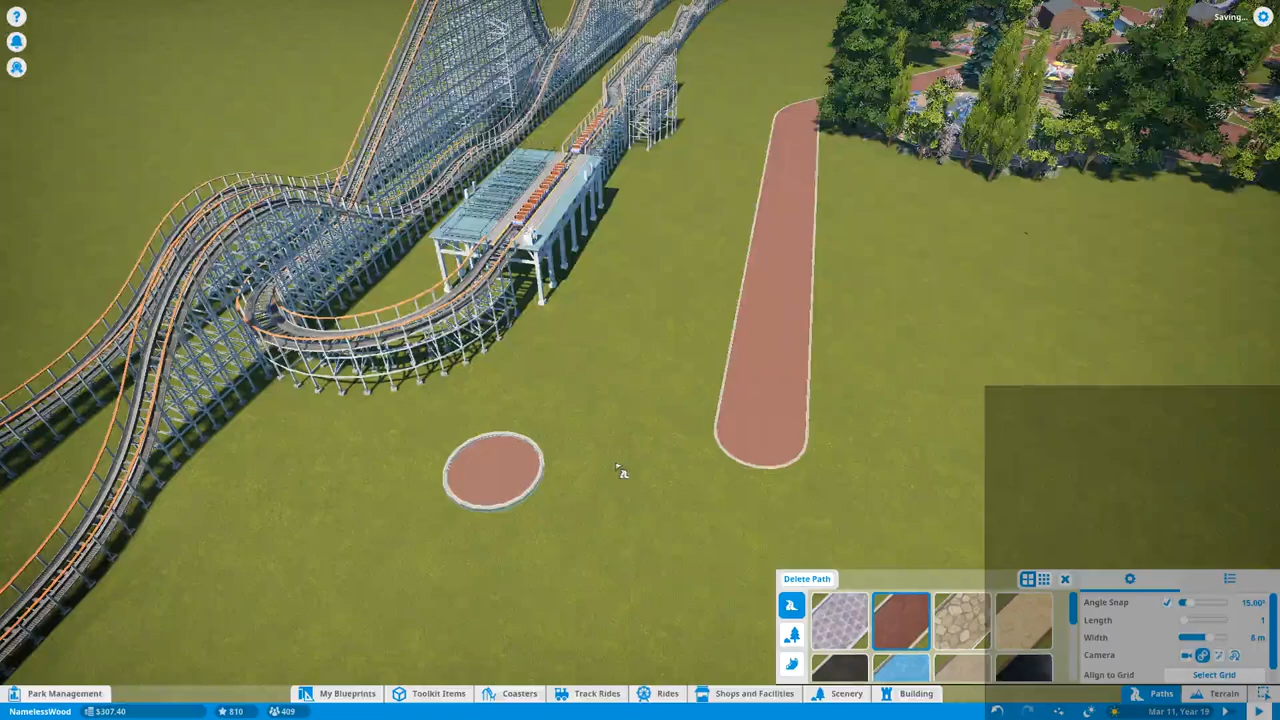 ?
Saving...
Delete Path
Angle Snap 15.00°
Length 1
Width 8 m
Camera
Align to Grid Select Grid
Park Management My Blueprints Toolkit Items Coasters Track Rides Rides Shops and Facilities Scenery Building Paths Terrain
NamelessWood $307.40 810 409 Mar 11, Year 19